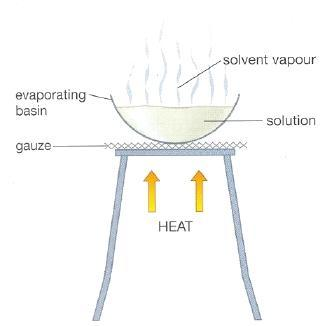 solvent vapour
evaporating
basin
solution
gauze
HEAT